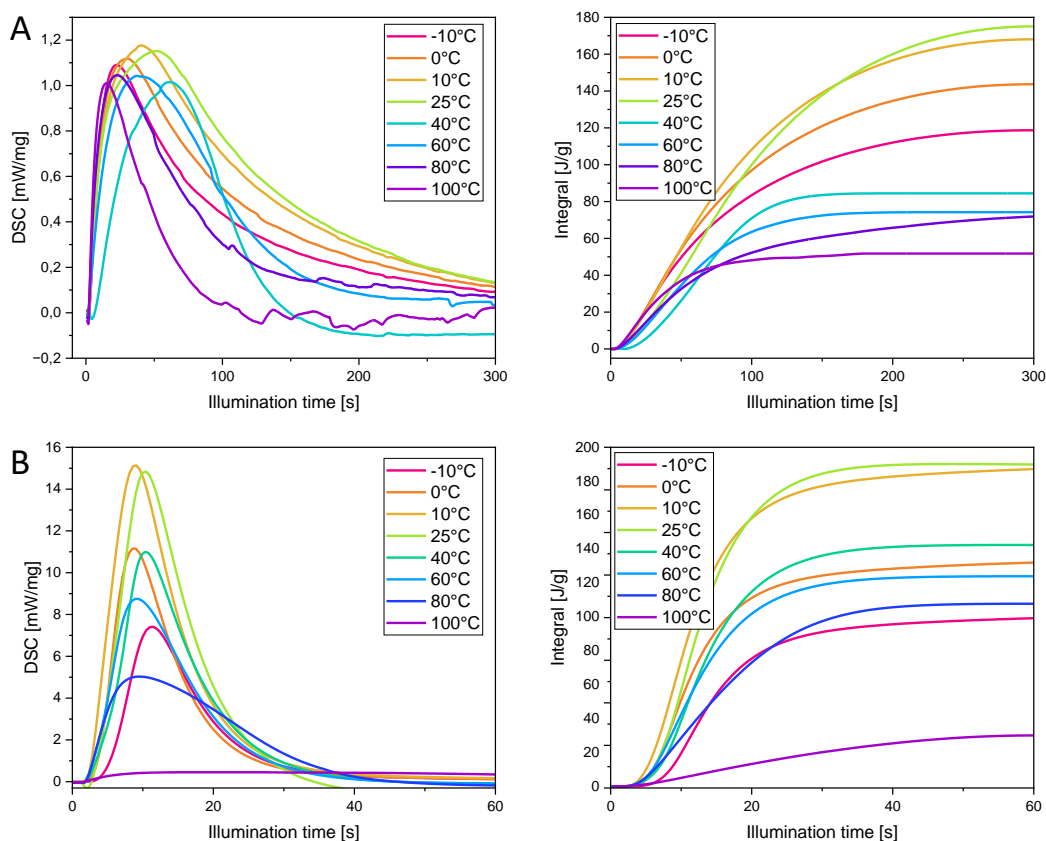 A
DSC [mW/mg]
1,2
1,0
0,8
0,6
0,4
0,2
0,0
−0,2
0
100
200
300
Illumination time [s]
-10°C
0°C
10°C
25°C
40°C
60°C
80°C
100°C
Integral [J/g]
180
160
140
120
100
80
60
40
20
0
0
100
200
300
Illumination time [s]
-10°C
0°C
10°C
25°C
40°C
60°C
80°C
100°C
B
DSC [mW/mg]
16
14
12
10
8
6
4
2
0
0
20
40
60
Illumination time [s]
-10°C
0°C
10°C
25°C
40°C
60°C
80°C
100°C
Integral [J/g]
200
180
160
140
120
100
80
60
40
20
0
0
20
40
60
Illumination time [s]
-10°C
0°C
10°C
25°C
40°C
60°C
80°C
100°C